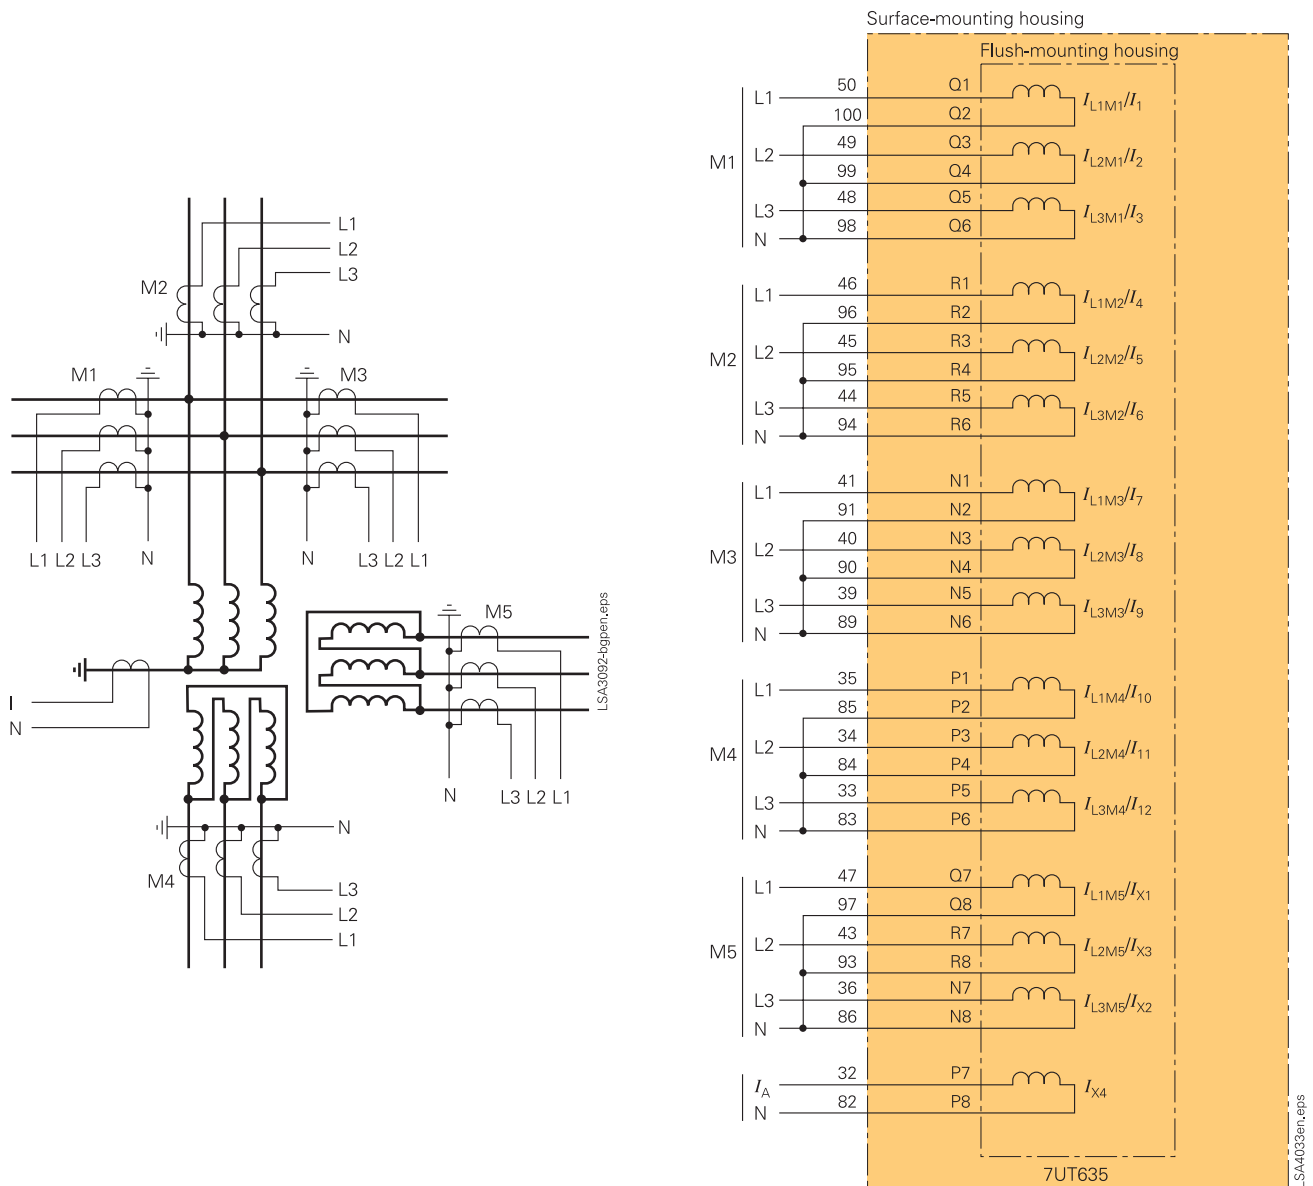 Surface-mounting housing
Flush-mounting housing
L1
L2
L3
M2
N
M1
M3
L1 L2 L3 N
N L3 L2 L1
M5
I
N
N L3 L2 L1
N
M4
L3
L2
L1
LSA3092-bgpen.eps
M1
L1 50 Q1 I_L1M1/I_1
100 Q2
L2 49 Q3 I_L2M1/I_2
99 Q4
L3 48 Q5 I_L3M1/I_3
N 98 Q6
M2
L1 46 R1 I_L1M2/I_4
96 R2
L2 45 R3 I_L2M2/I_5
95 R4
L3 44 R5 I_L3M2/I_6
N 94 R6
M3
L1 41 N1 I_L1M3/I_7
91 N2
L2 40 N3 I_L2M3/I_8
90 N4
L3 39 N5 I_L3M3/I_9
N 89 N6
M4
L1 35 P1 I_L1M4/I_10
85 P2
L2 34 P3 I_L2M4/I_11
84 P4
L3 33 P5 I_L3M4/I_12
N 83 P6
M5
L1 47 Q7 I_L1M5/I_X1
97 Q8
L2 43 R7 I_L2M5/I_X3
93 R8
L3 36 N7 I_L3M5/I_X2
N 86 N8
I_A 32 P7 I_X4
N 82 P8
7UT635
LSA4033en.eps